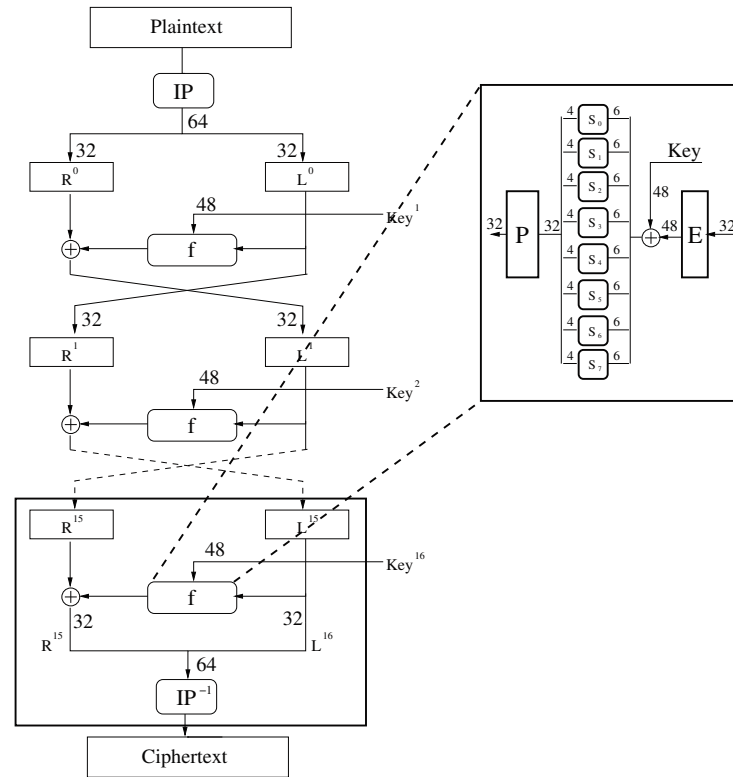 Plaintext
IP
64
32 32
R⁰ L⁰
48 Key¹
f
32 32
R¹ L¹
48 Key²
f
R¹⁵ L¹⁵
48 Key¹⁶
f
32 32
R¹⁵ L¹⁶
64
IP⁻¹
Ciphertext
4 S₀ 6
4 S₁ 6
4 S₂ 6
4 S₃ 6
4 S₄ 6
4 S₅ 6
4 S₆ 6
4 S₇ 6
Key
48
32 P 32 48 E 32